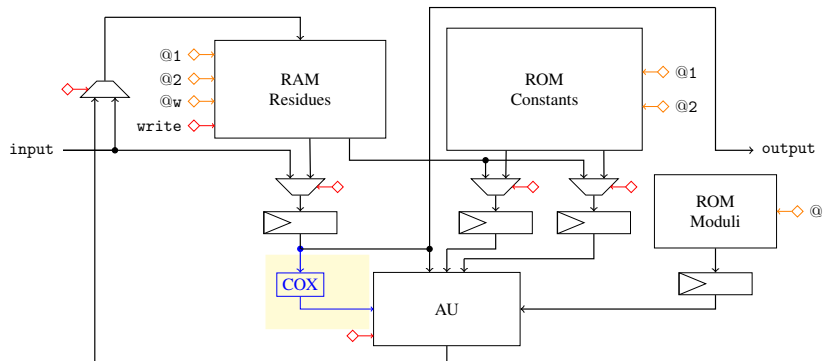 @1
@2
@w
write
RAM
Residues
ROM
Constants
@1
@2
input
output
ROM
Moduli
@
COX
AU